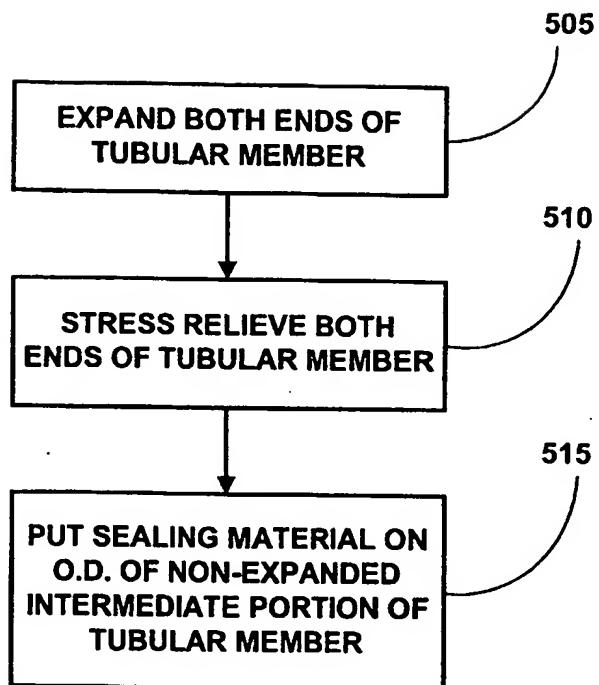 505
EXPAND BOTH ENDS OF
TUBULAR MEMBER
510
STRESS RELIEVE BOTH
ENDS OF TUBULAR MEMBER
515
PUT SEALING MATERIAL ON
O.D. OF NON-EXPANDED
INTERMEDIATE PORTION OF
TUBULAR MEMBER